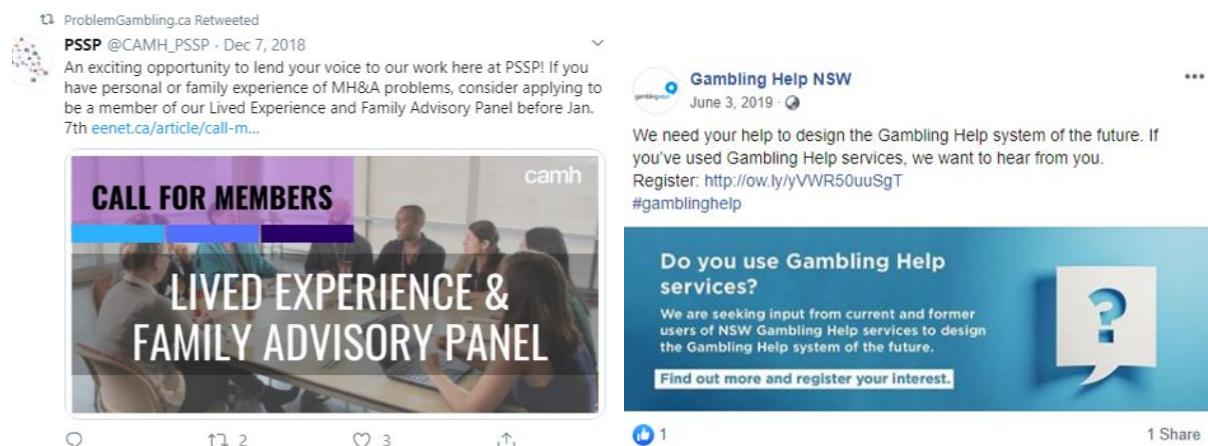 ProblemGambling.ca Retweeted
PSSP @CAMH_PSSP · Dec 7, 2018
An exciting opportunity to lend your voice to our work here at PSSP! If you
have personal or family experience of MH&A problems, consider applying to
be a member of our Lived Experience and Family Advisory Panel before Jan.
7th eenet.ca/article/call-m...
camh
CALL FOR MEMBERS
LIVED EXPERIENCE &
FAMILY ADVISORY PANEL
2 3
Gambling Help NSW
June 3, 2019 ·
We need your help to design the Gambling Help system of the future. If
you've used Gambling Help services, we want to hear from you.
Register: http://ow.ly/yVWR50uuSgT
#gamblinghelp
Do you use Gambling Help
services?
We are seeking input from current and former
users of NSW Gambling Help services to design
the Gambling Help system of the future.
Find out more and register your interest.
1 1 Share